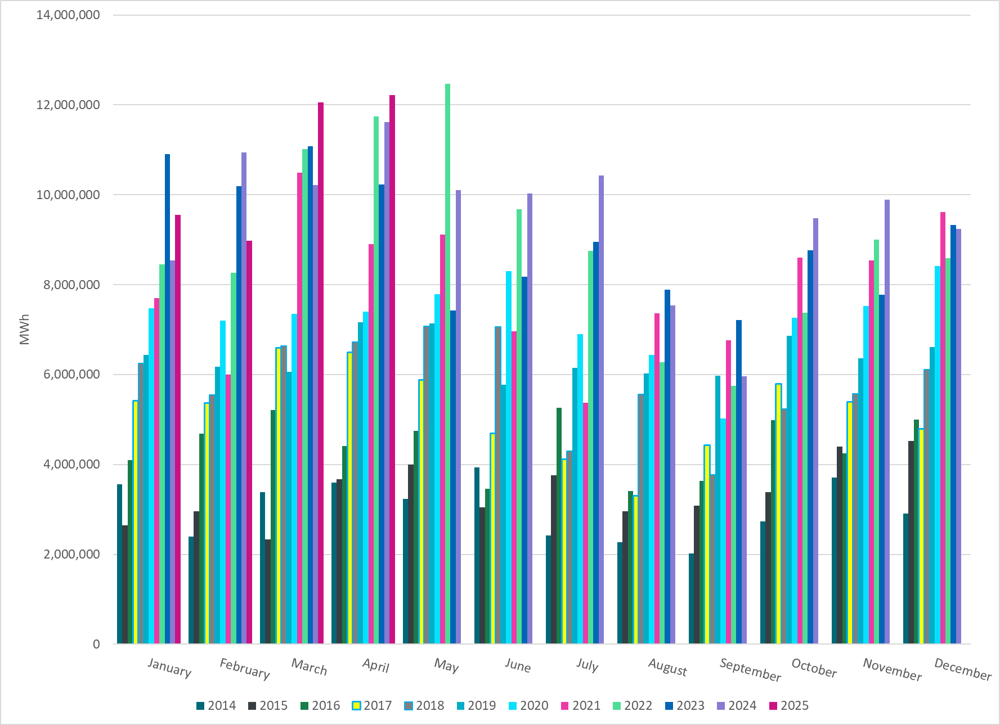 14,000,000
12,000,000
10,000,000
8,000,000
6,000,000
4,000,000
2,000,000
0
MWh
January February March April May June July August September October November December
2014 2015 2016 2017 2018 2019 2020 2021 2022 2023 2024 2025